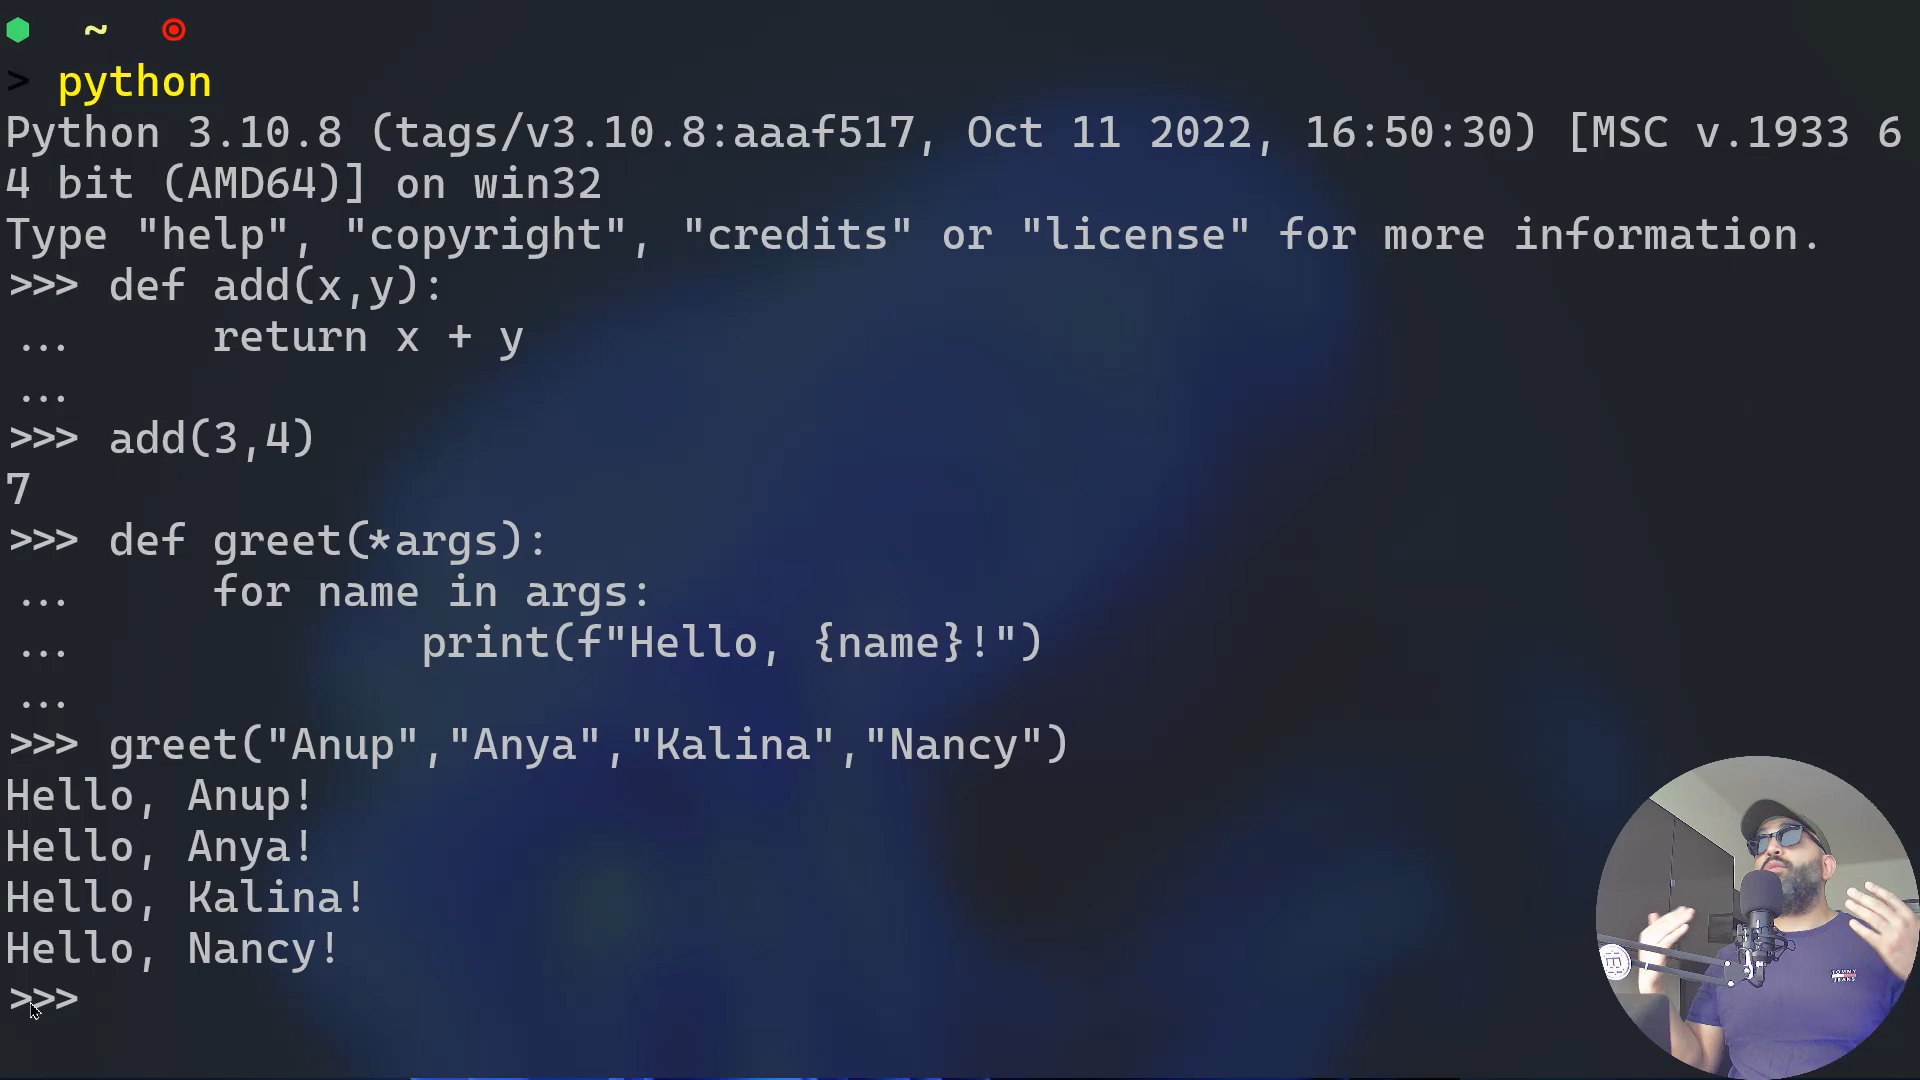 ~
> python
Python 3.10.8 (tags/v3.10.8:aaaf517, Oct 11 2022, 16:50:30) [MSC v.1933 6
4 bit (AMD64)] on win32
Type "help", "copyright", "credits" or "license" for more information.
>>> def add(x,y):
...     return x + y
...
>>> add(3,4)
7
>>> def greet(*args):
...     for name in args:
...             print(f"Hello, {name}!")
...
>>> greet("Anup","Anya","Kalina","Nancy")
Hello, Anup!
Hello, Anya!
Hello, Kalina!
Hello, Nancy!
>>>
TOMMY
JEANS